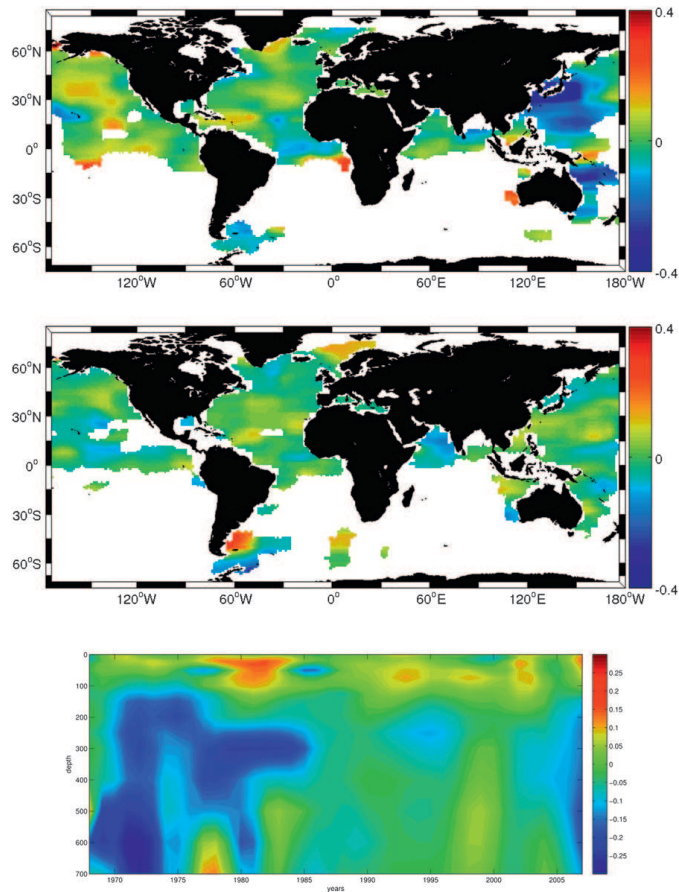 0.4
60°N
30°N
0°
30°S
60°S
0
-0.4
120°W
60°W
0°
60°E
120°E
180°W
0.4
60°N
30°N
0°
30°S
60°S
0
-0.4
120°W
60°W
0°
60°E
120°E
180°W
0
100
200
300
400
500
600
700
depth
1970
1975
1980
1985
1990
1995
2000
2005
years
0.25
0.2
0.15
0.1
0.05
0
-0.05
-0.1
-0.15
-0.2
-0.25